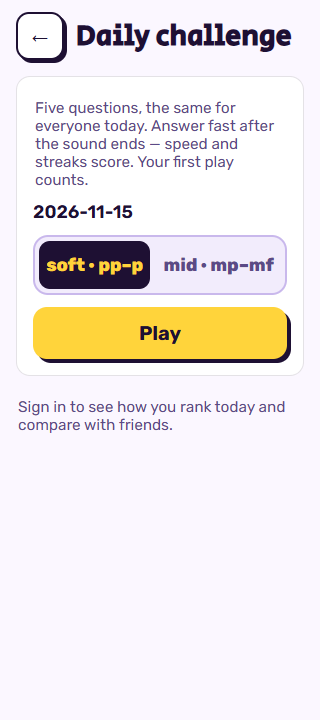 ← Daily challenge
Five questions, the same for
everyone today. Answer fast after
the sound ends — speed and
streaks score. Your first play
counts.
2026-11-15
soft • pp–p mid • mp–mf
Play
Sign in to see how you rank today and
compare with friends.